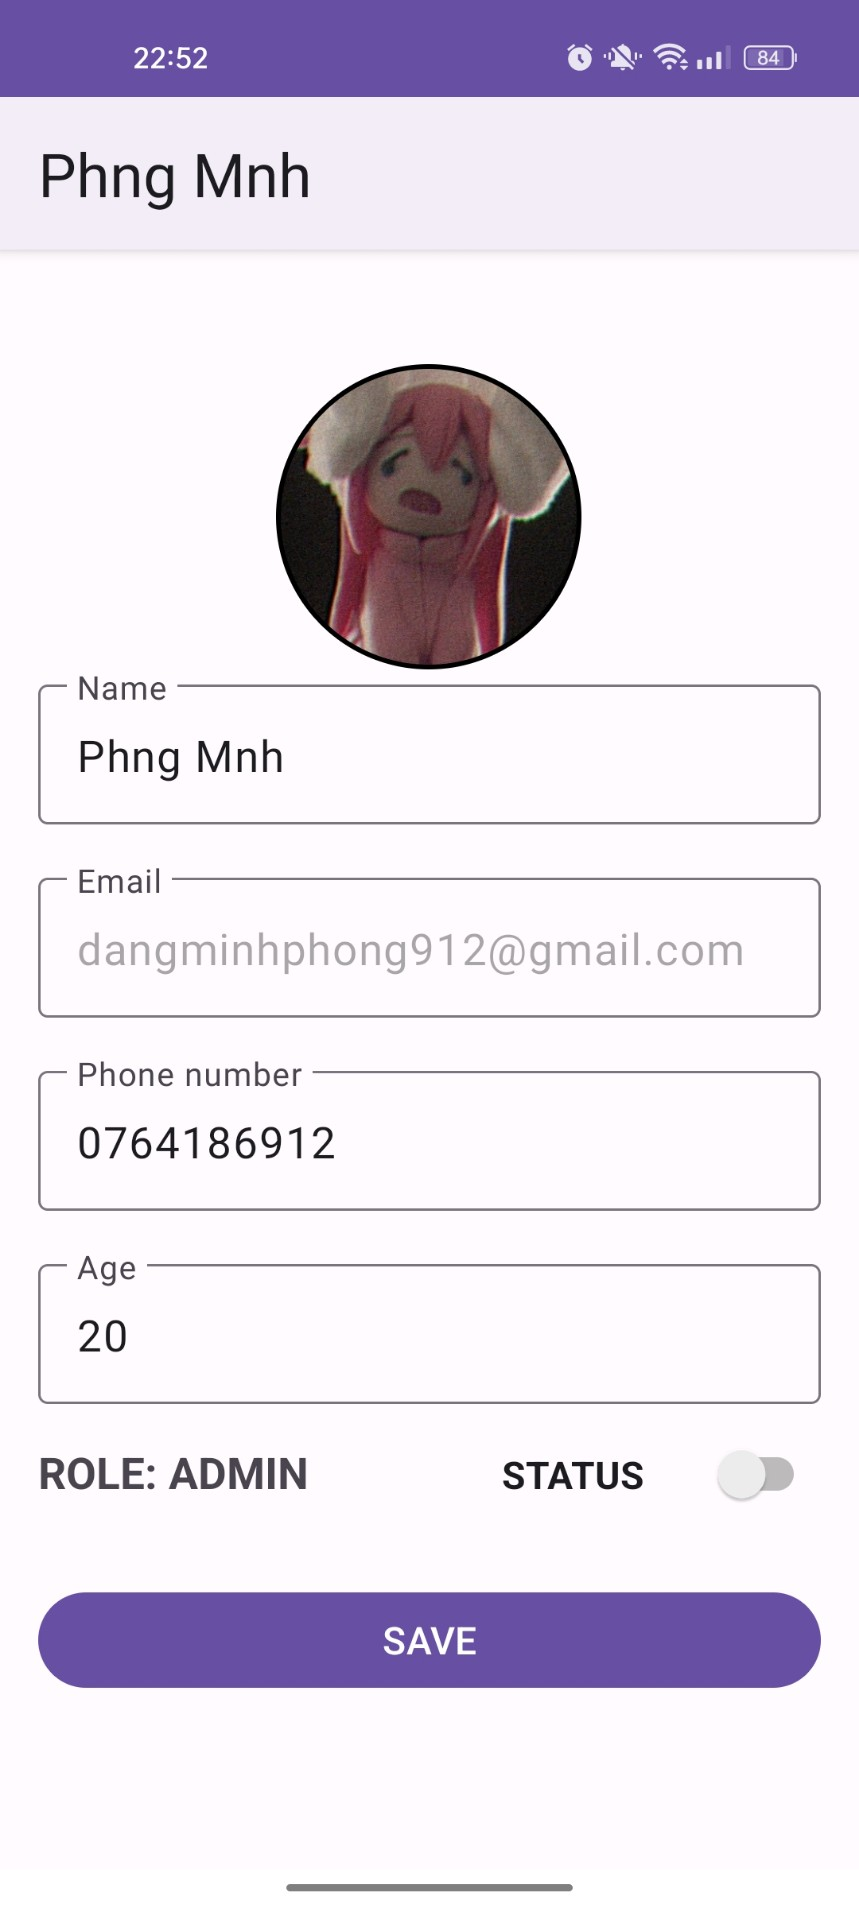 22:52
84
Phng Mnh
Name
Phng Mnh
Email
dangminhphong912@gmail.com
Phone number
0764186912
Age
20
ROLE: ADMIN STATUS
SAVE